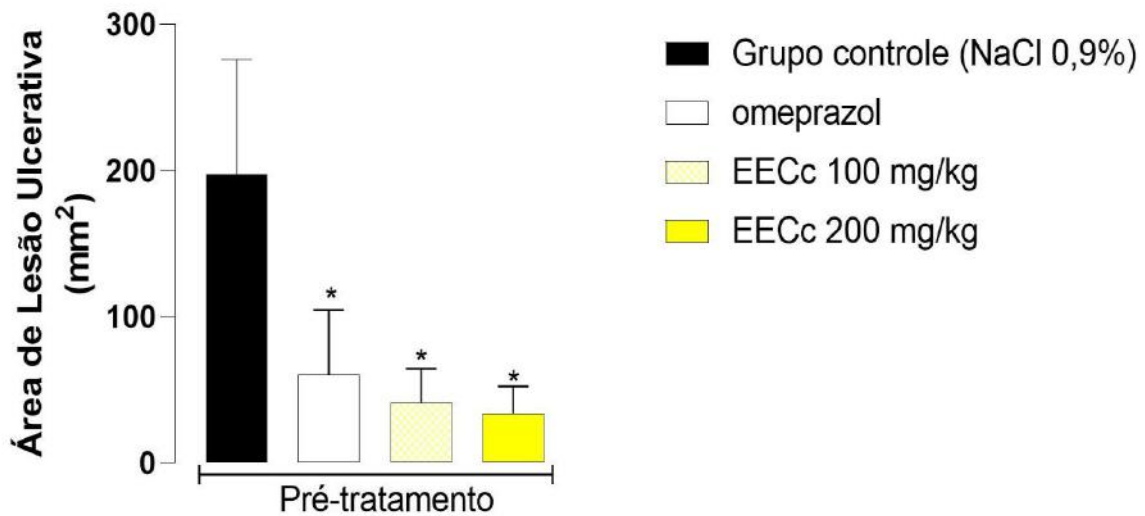 Área de Lesão Ulcerativa
(mm²)
300
200
100
0
*
*
*
Pré-tratamento
Grupo controle (NaCl 0,9%)
omeprazol
EECc 100 mg/kg
EECc 200 mg/kg